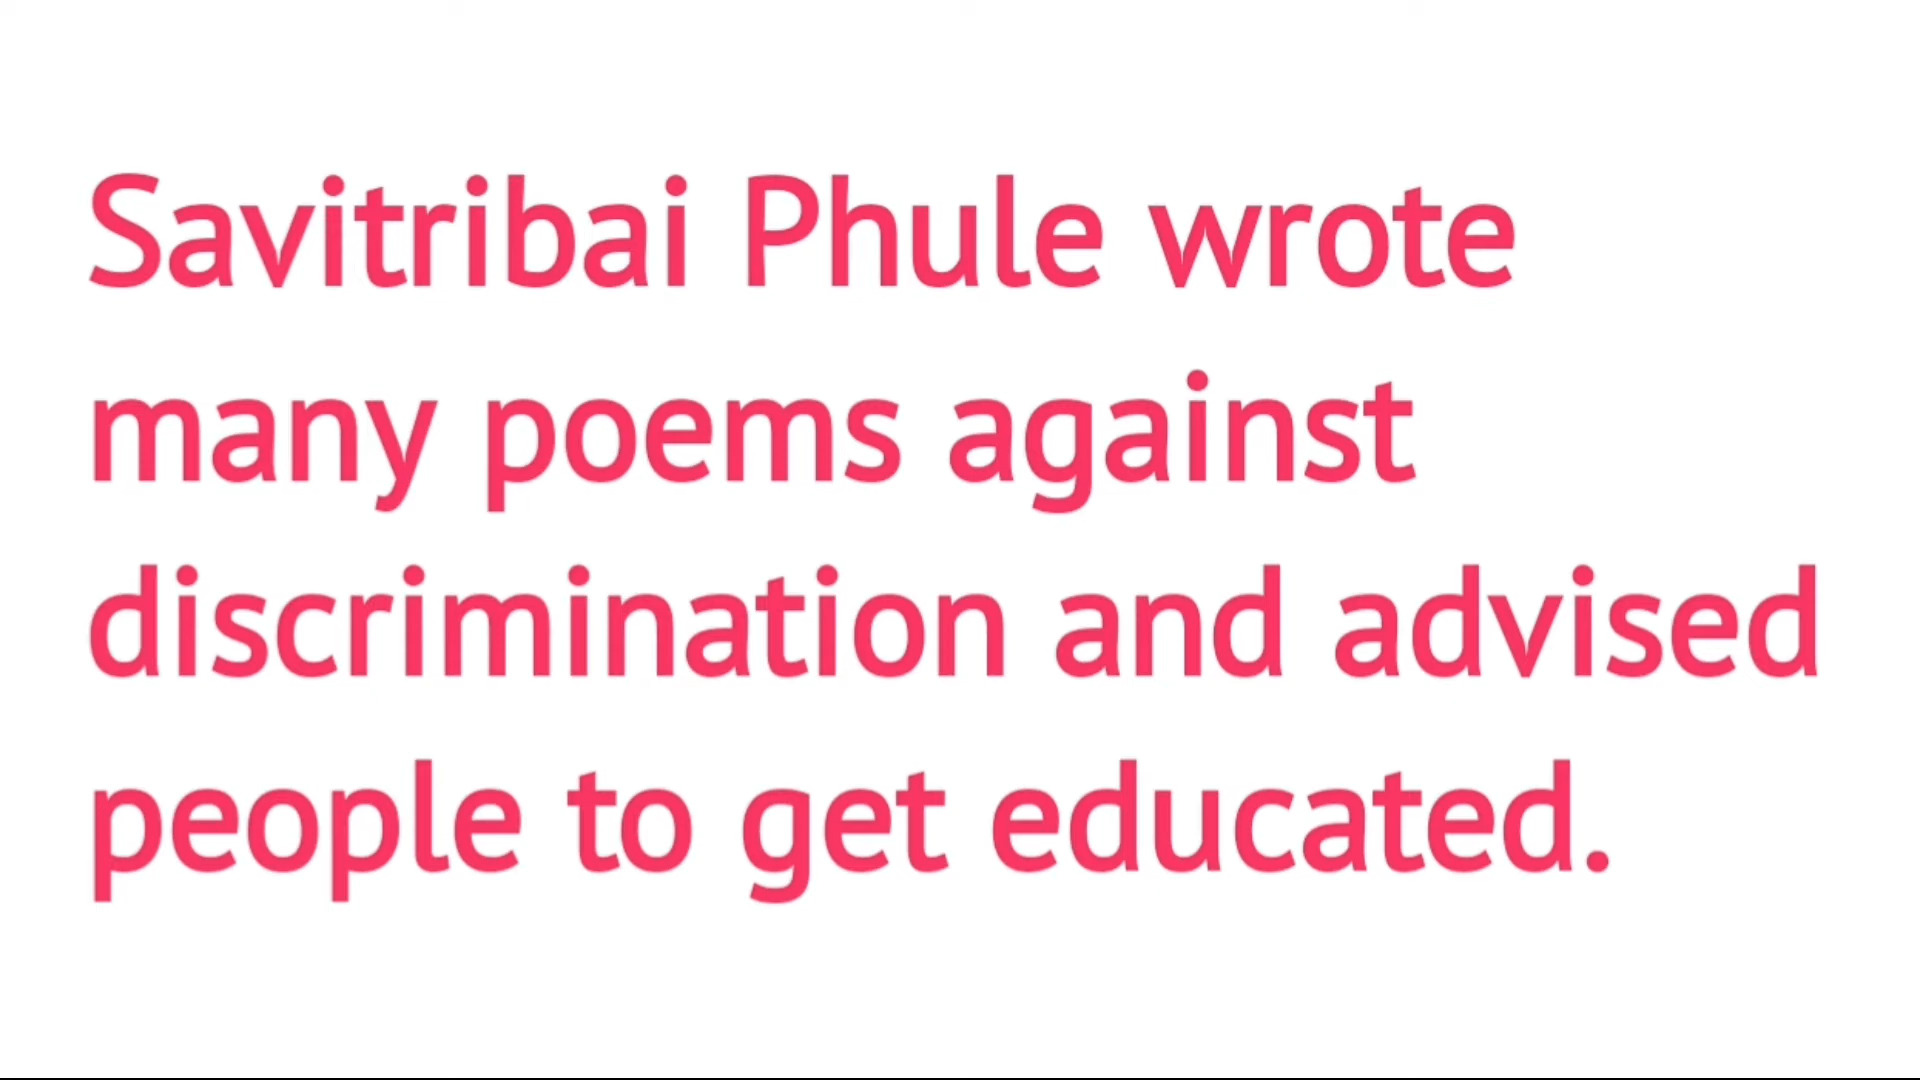 Savitribai Phule wrote
many poems against
discrimination and advised
people to get educated.